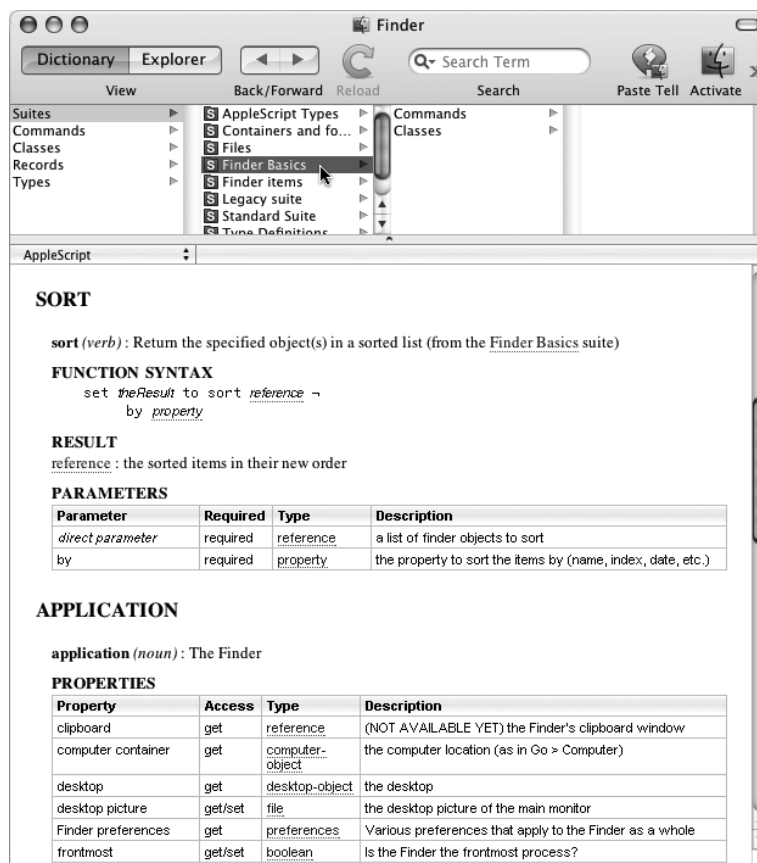 Finder
Dictionary Explorer
Search Term
View Back/Forward Reload Search Paste Tell Activate
Suites
Commands
Classes
Records
Types
AppleScript Types
Containers and fo...
Files
Finder Basics
Finder items
Legacy suite
Standard Suite
Type Definitions
Commands
Classes
AppleScript
SORT
sort (verb) : Return the specified object(s) in a sorted list (from the Finder Basics suite)
FUNCTION SYNTAX
set theResult to sort reference ¬
by property
RESULT
reference : the sorted items in their new order
PARAMETERS
Parameter Required Type Description
direct parameter required reference a list of finder objects to sort
by required property the property to sort the items by (name, index, date, etc.)
APPLICATION
application (noun) : The Finder
PROPERTIES
Property Access Type Description
clipboard get reference (NOT AVAILABLE YET) the Finder's clipboard window
computer container get computer-
object the computer location (as in Go > Computer)
desktop get desktop-object the desktop
desktop picture get/set file the desktop picture of the main monitor
Finder preferences get preferences Various preferences that apply to the Finder as a whole
frontmost get/set boolean Is the Finder the frontmost process?